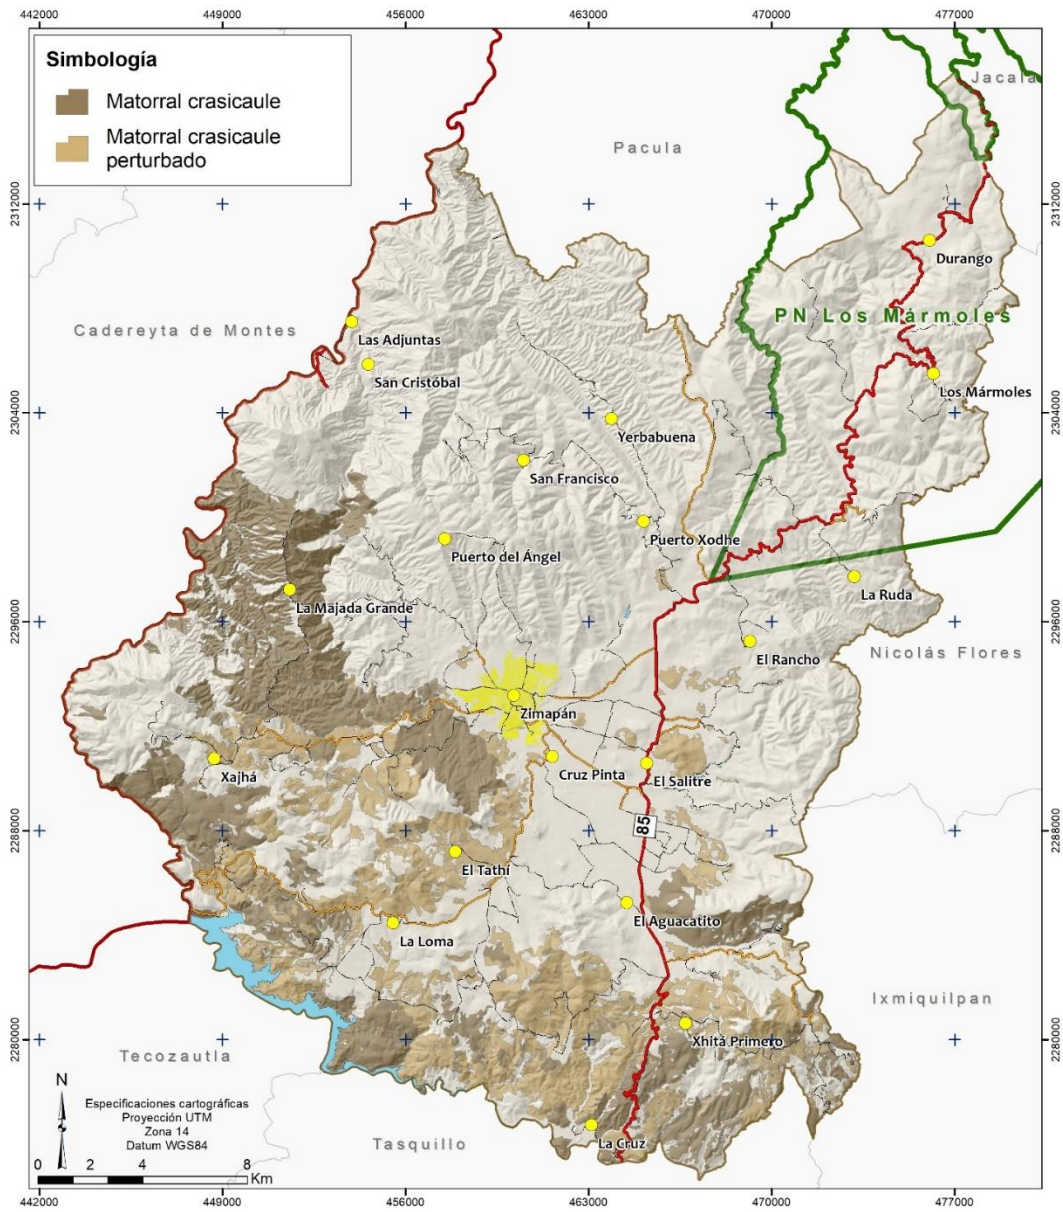 442000 449000 456000 463000 470000 477000
Simbología
Matorral crasicaule
Matorral crasicaule
perturbado
Jacala
Pacula
2312000 2312000
Durango
PN Los Mármoles
Cadereyta de Montes
Las Adjuntas
San Cristóbal
Los Mármoles
2304000 2304000
Yerbabuena
San Francisco
Puerto Xodhe
Puerto del Ángel
La Ruda
La Majada Grande
2296000 2296000
El Rancho
Nicolás Flores
Zimapán
Xajhá
Cruz Pinta
El Salitre
85
2288000 2288000
El Tathí
El Aguacatito
La Loma
Ixmiquilpan
Xhitá Primero
2280000 2280000
Tecozautla
N
Especificaciones cartográficas
Proyección UTM
Zona 14
Datum WGS84
Tasquillo
La Cruz
0 2 4 8
Km
442000 449000 456000 463000 470000 477000